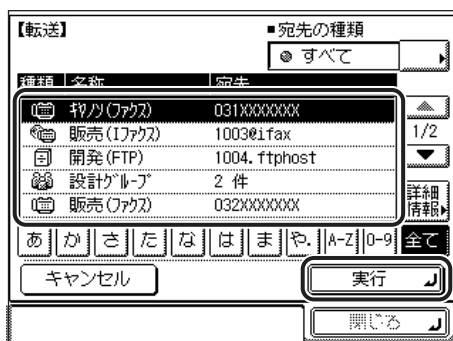 【転送】
■宛先の種類
すべて
種類 名称 宛先
ｷﾔﾉﾝ(ﾌｧｸｽ) 031XXXXXXX
販売(Iﾌｧｸｽ) 1003@ifax
開発(FTP) 1004.ftphost
設計ｸﾞﾙｰﾌﾟ 2 件
販売(ﾌｧｸｽ) 032XXXXXXX
1/2
詳細情報
あ か さ た な は ま や. A-Z 0-9 全て
キャンセル 実行
閉じる